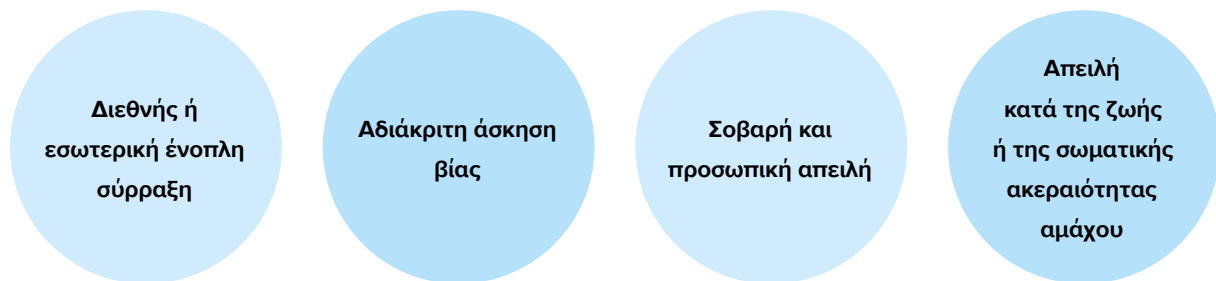 Διεθνής ή
εσωτερική ένοπλη
σύρραξη
Αδιάκριτη άσκηση
βίας
Σοβαρή και
προσωπική απειλή
Απειλή
κατά της ζωής
ή της σωματικής
ακεραιότητας
αμάχου